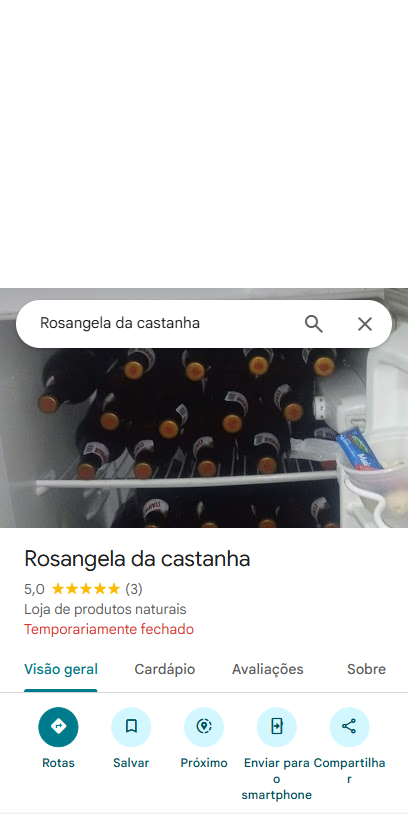 Rosangela da castanha
Rosangela da castanha
5,0 (3)
Loja de produtos naturais
Temporariamente fechado
Visão geral Cardápio Avaliações Sobre
Rotas Salvar Próximo Enviar para o smartphone Compartilhar